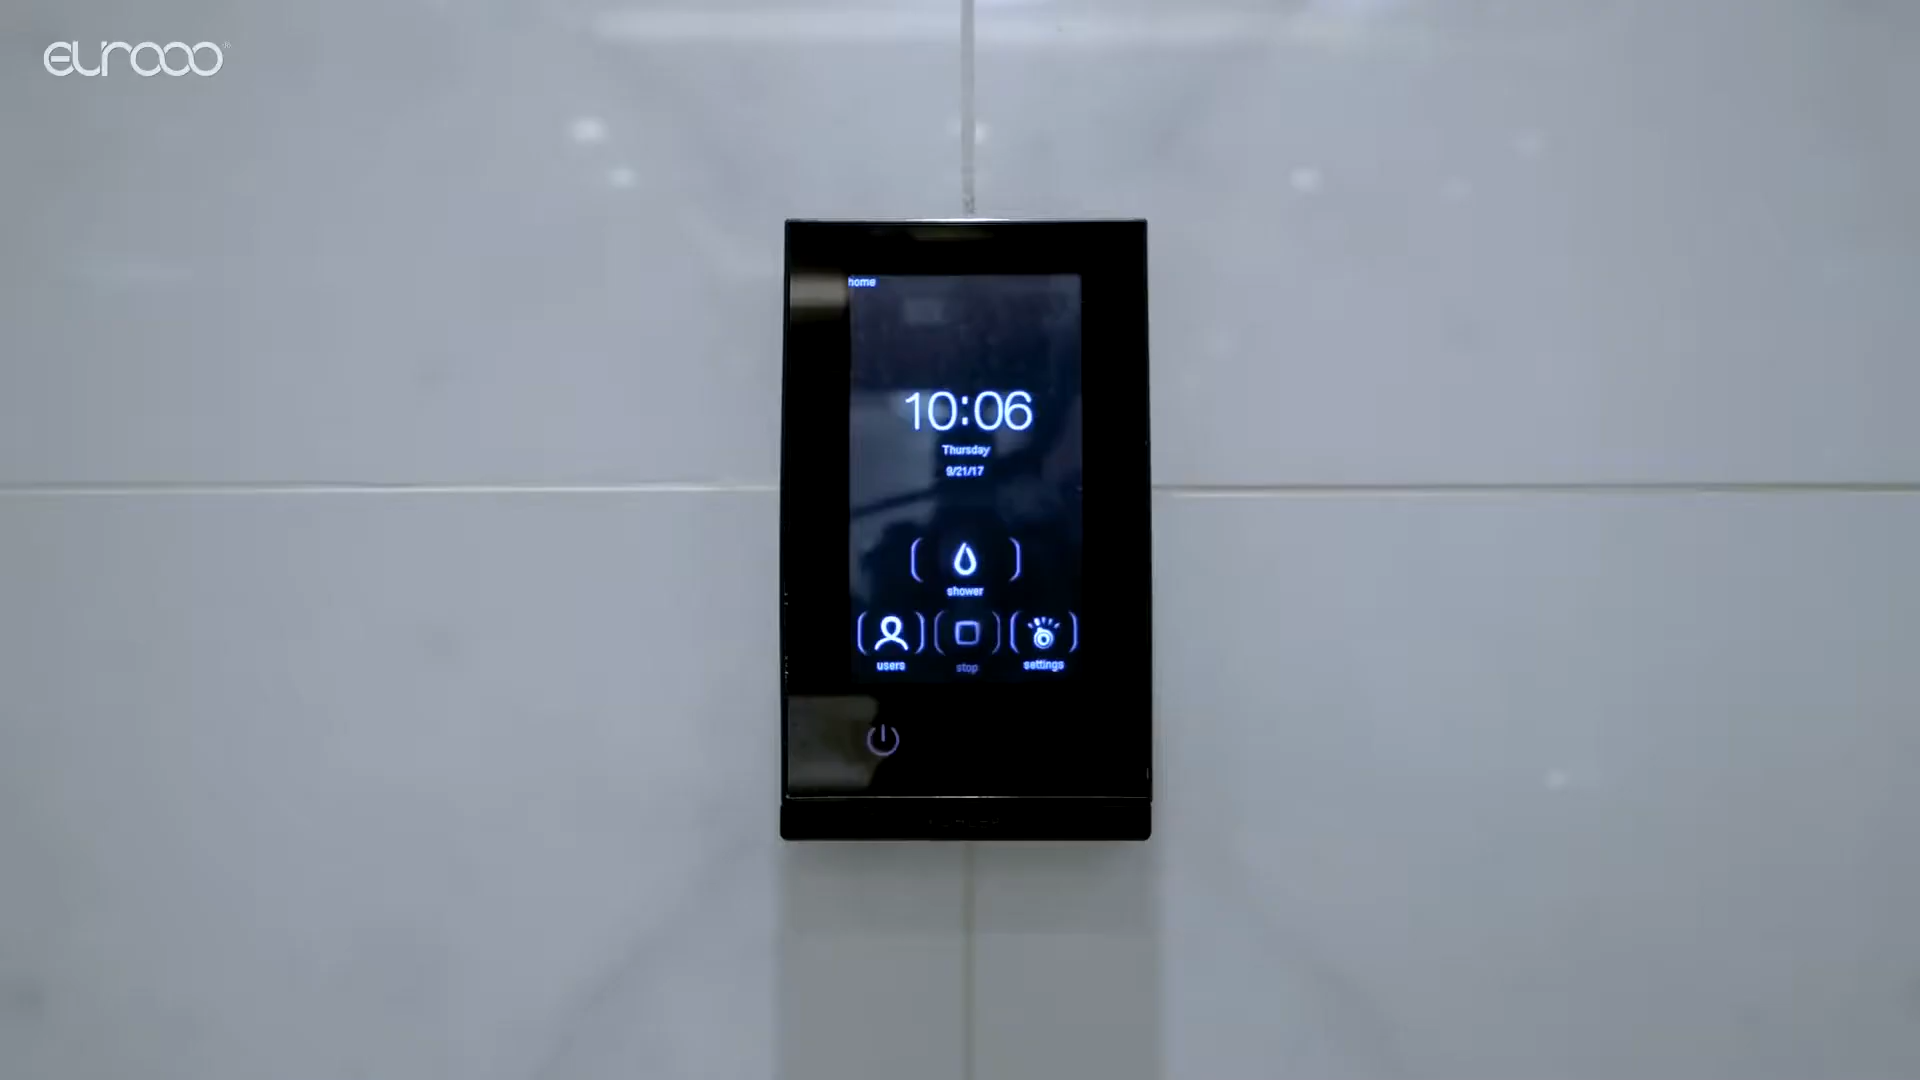 eurooo
home
10:06
Thursday
9/21/17
shower
users
stop
settings